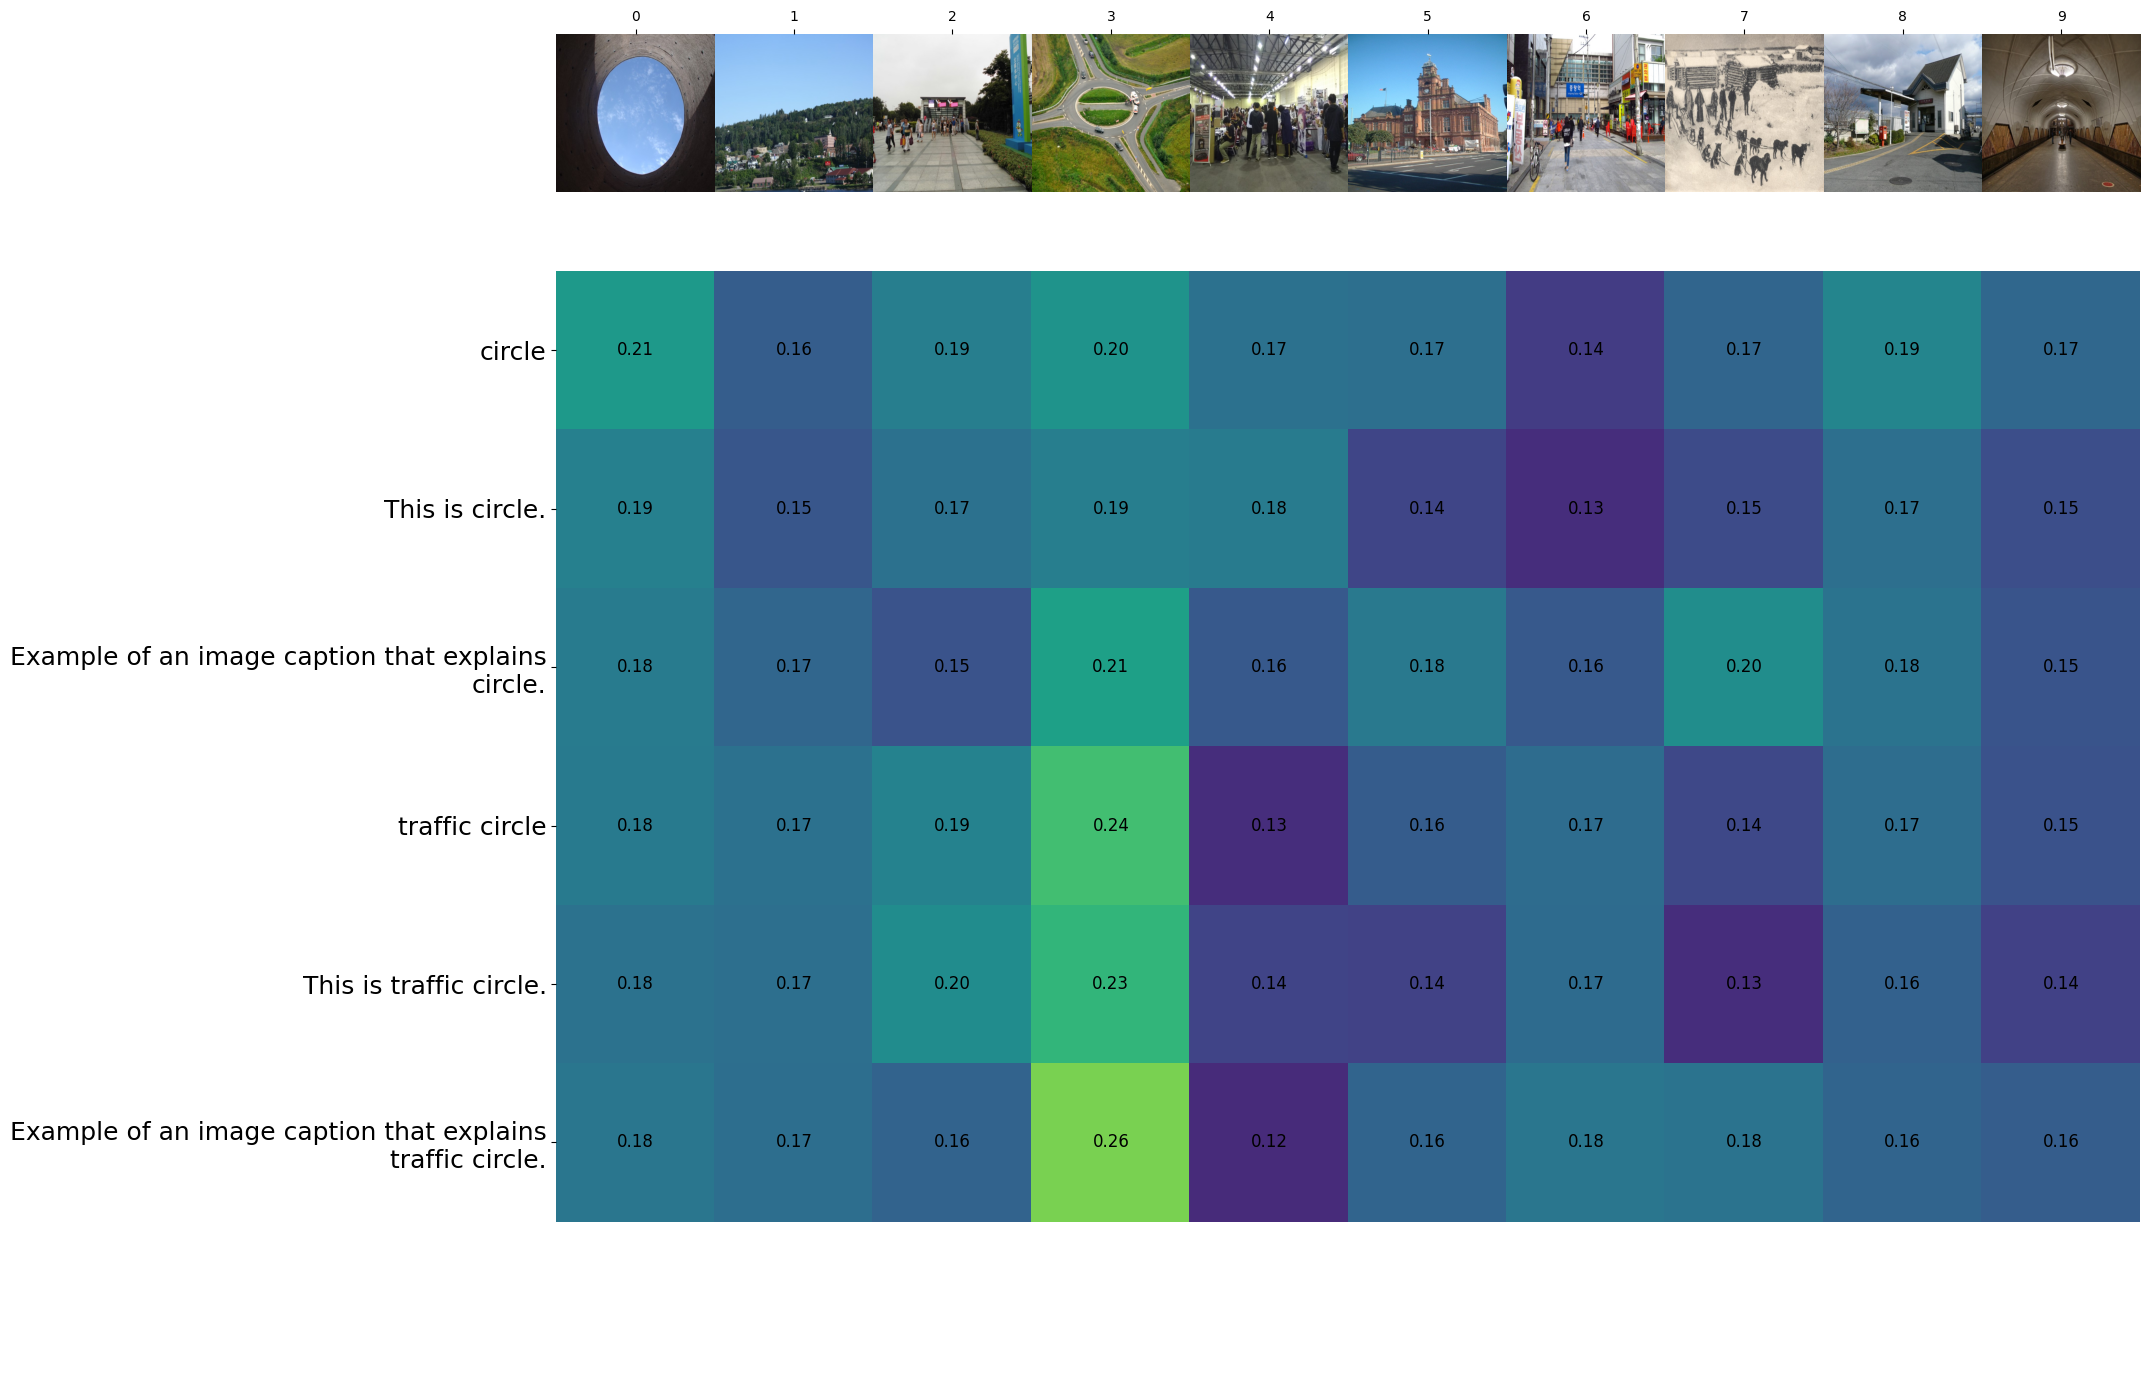 0 1 2 3 4 5 6 7 8 9
circle 0.21 0.16 0.19 0.20 0.17 0.17 0.14 0.17 0.19 0.17
This is circle. 0.19 0.15 0.17 0.19 0.18 0.14 0.13 0.15 0.17 0.15
Example of an image caption that explains
circle. 0.18 0.17 0.15 0.21 0.16 0.18 0.16 0.20 0.18 0.15
traffic circle 0.18 0.17 0.19 0.24 0.13 0.16 0.17 0.14 0.17 0.15
This is traffic circle. 0.18 0.17 0.20 0.23 0.14 0.14 0.17 0.13 0.16 0.14
Example of an image caption that explains
traffic circle. 0.18 0.17 0.16 0.26 0.12 0.16 0.18 0.18 0.16 0.16